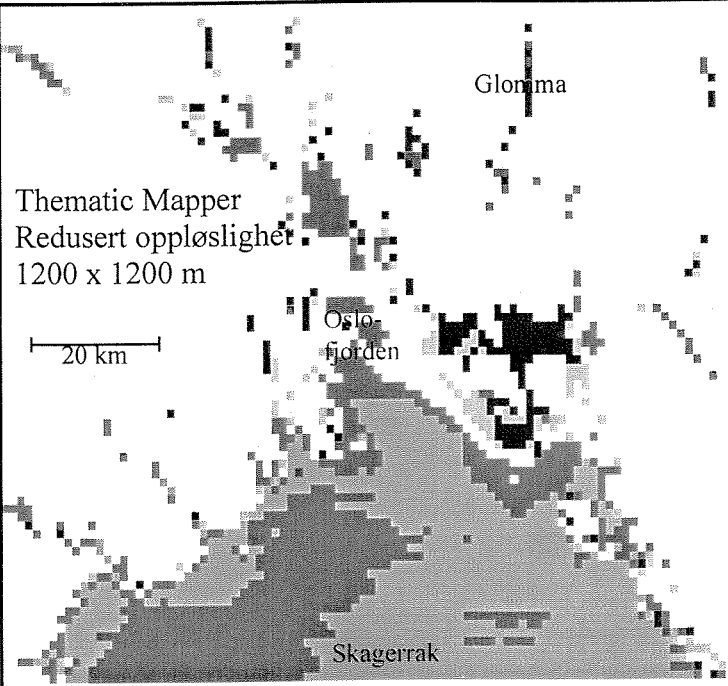 Glomma
Thematic Mapper
Redusert oppløslighet
1200 x 1200 m
Oslo-
fjorden
20 km
Skagerrak